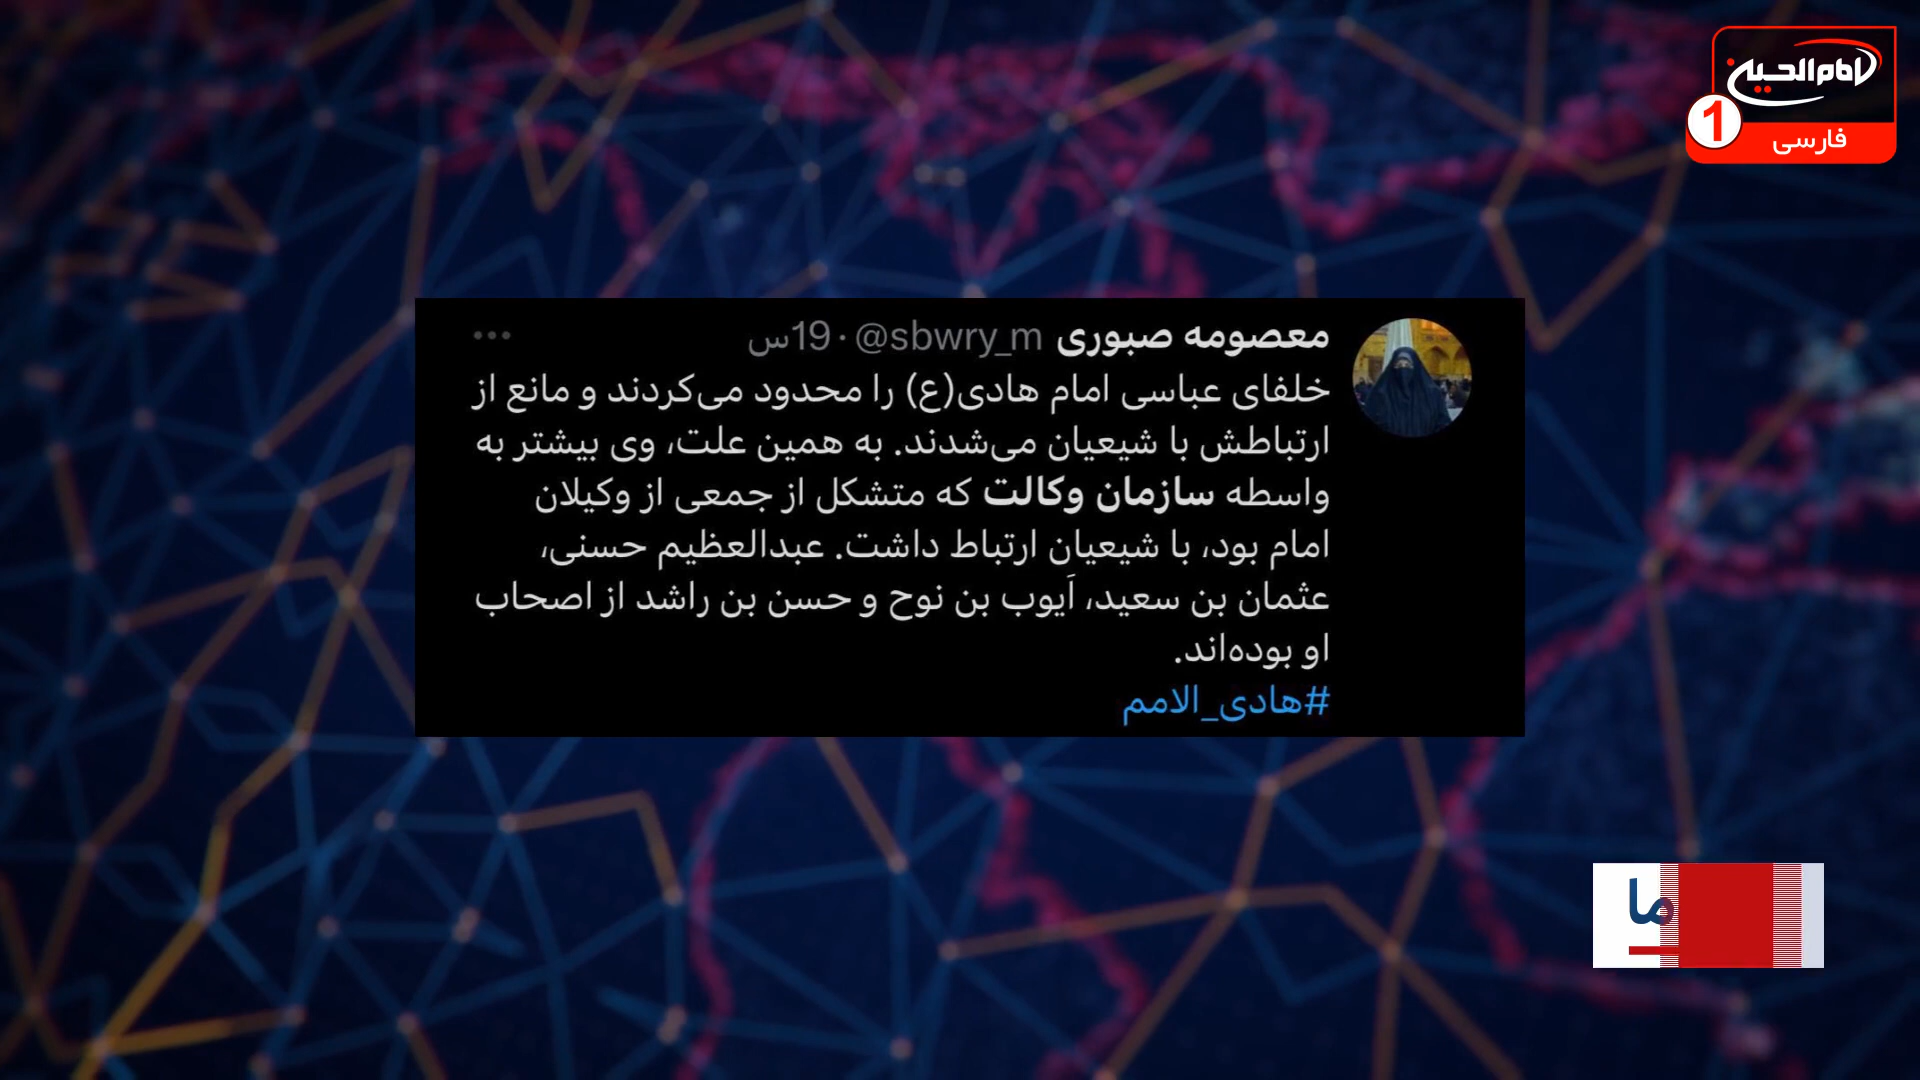 امام الحسین
1
فارسی
معصومه صبوری @sbwry_m · 19س
خلفای عباسی امام هادی(ع) را محدود می‌کردند و مانع از
ارتباطش با شیعیان می‌شدند. به همین علت، وی بیشتر به
واسطه سازمان وکالت که متشکل از جمعی از وکیلان
امام بود، با شیعیان ارتباط داشت. عبدالعظیم حسنی،
عثمان بن سعید، اَیوب بن نوح و حسن بن راشد از اصحاب
او بوده‌اند.
#هادی_الامم
ما